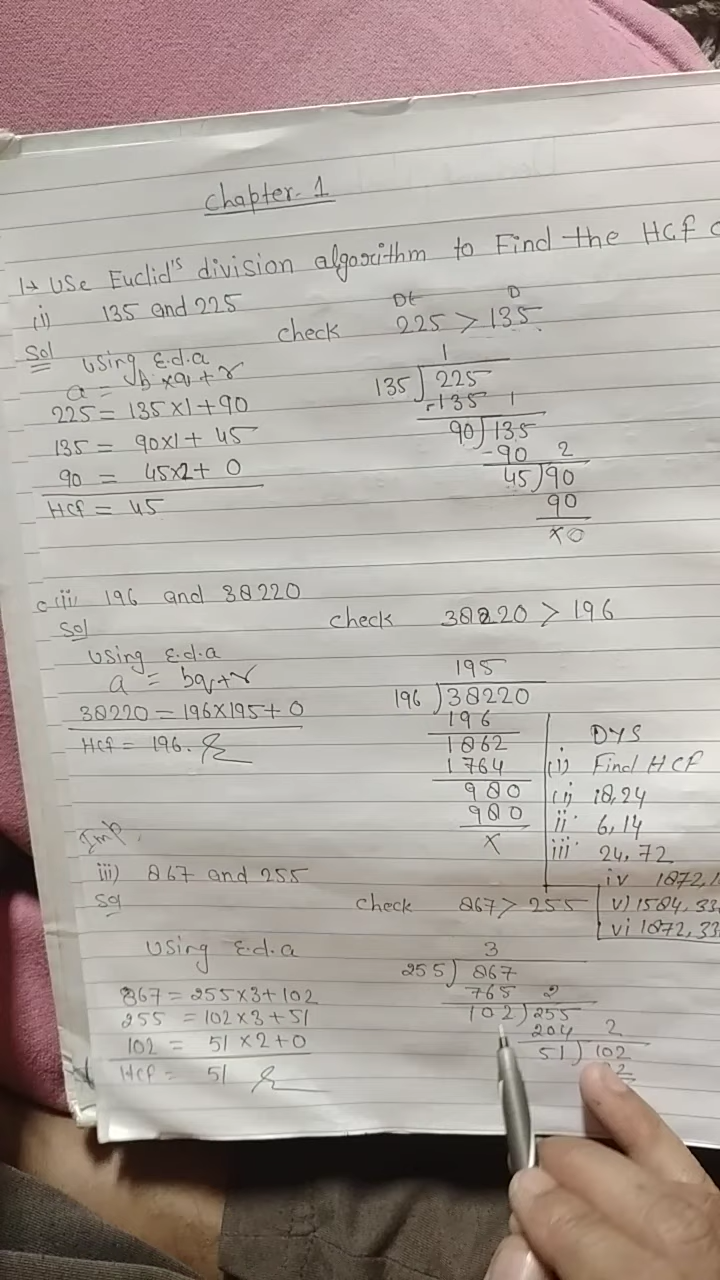 Chapter-1
1→ Use Euclid's division algorithm to Find the HCF
(i) 135 and 225
Sol
check 225 > 135
Dt D
Using E.d.a
a = b×q+r
225 = 135×1+90
135 = 90×1+ 45
90 = 45×2+ 0
HCF = 45
1
135)225
-135 1
90)135
-90 2
45)90
90
×0
(ii) 196 and 38220
Sol
check 38220 > 196
Using E.d.a
a = bq+r
38220 = 196×195+0
HCF = 196.
195
196)38220
196
1862
1764
980
980
×
DYS
(i) Find HCF
(i) 18,24
ii 6,14
iii 24,72
iv 1872,
v) 1584, 33
vi 1872,33
Imp.
iii) 867 and 255
Sol
check 867 > 255
Using E.d.a
867 = 255×3+102
255 = 102×3+51
102 = 51×2+0
HCF = 51
3
255)867
765 2
102)255
204 2
51)102